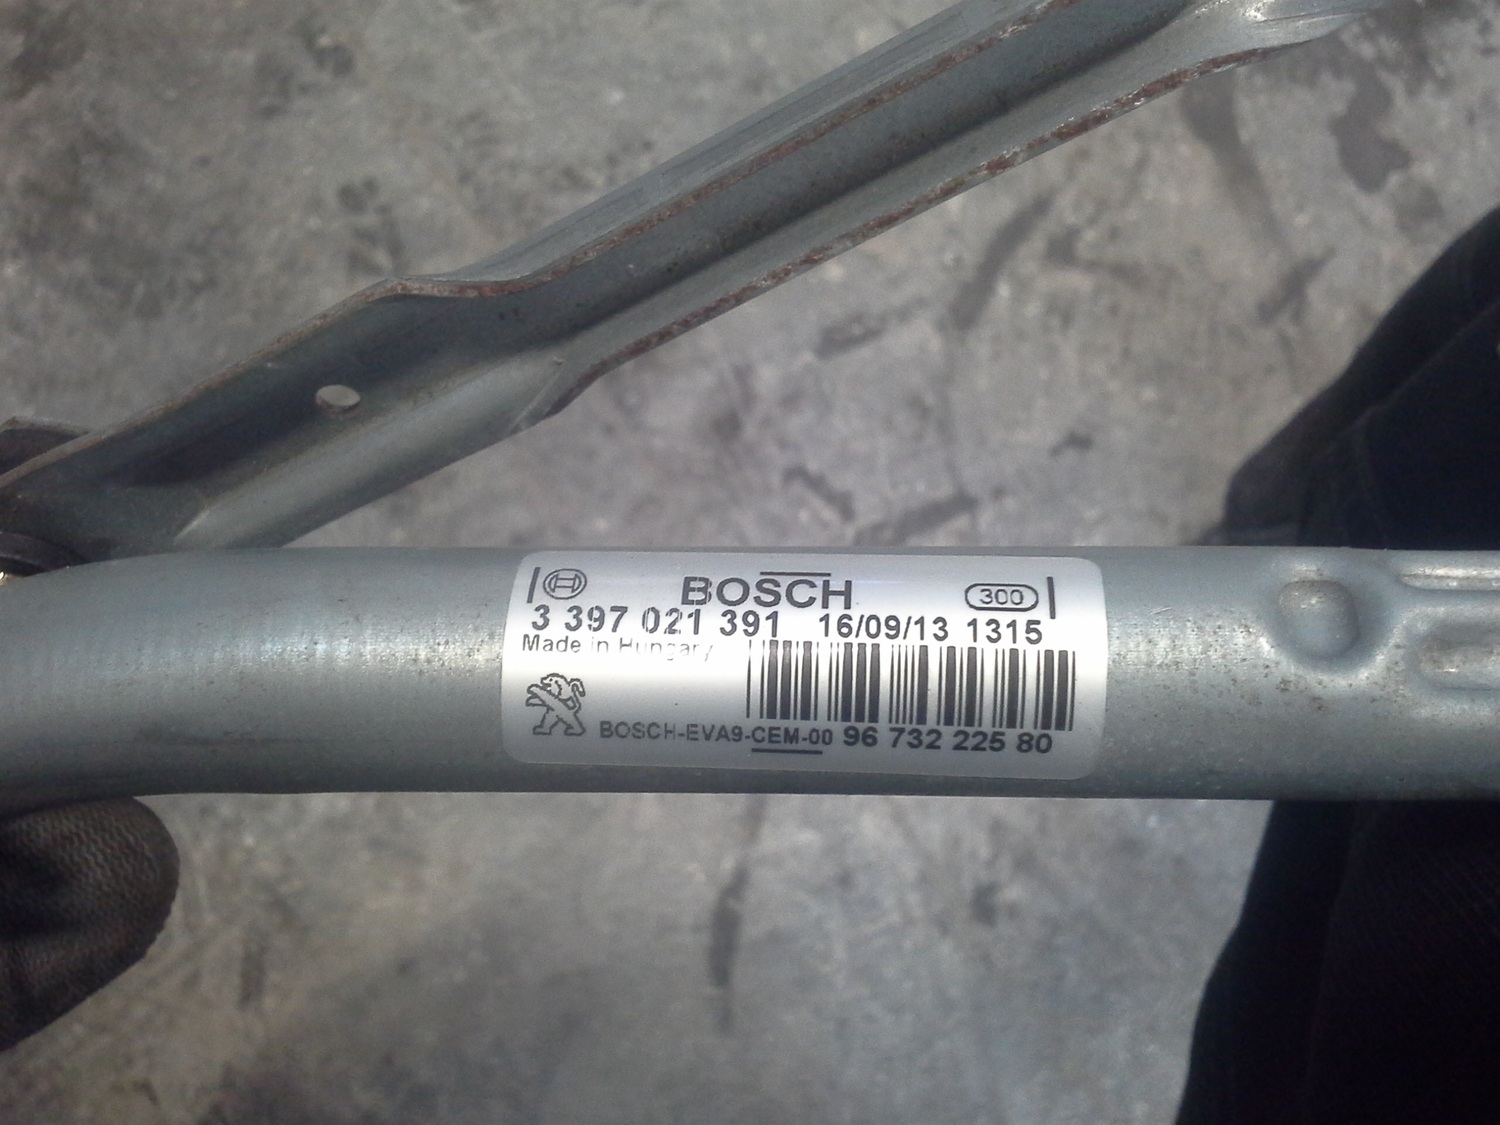 BOSCH 300
3 397 021 391 16/09/13 1315
Made in Hungary
BOSCH-EVA9-CEM-00 96 732 225 80